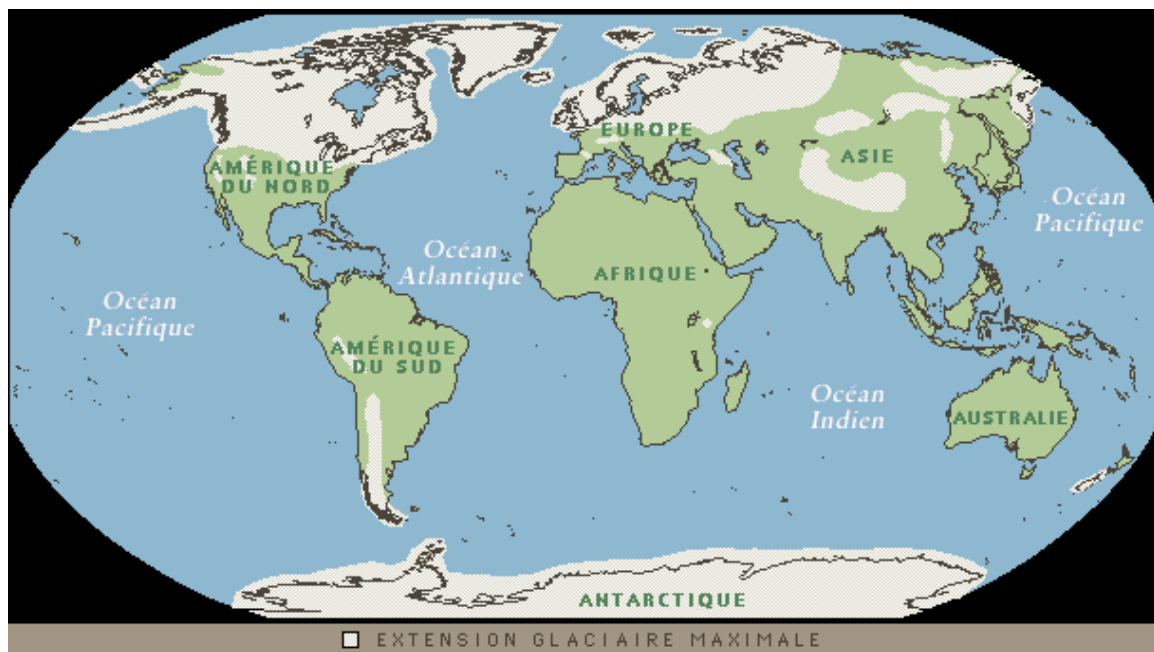 EUROPE
AMÉRIQUE
DU NORD
ASIE
Océan
Pacifique
Océan
Atlantique
AFRIQUE
Océan
Pacifique
AMÉRIQUE
DU SUD
Océan
Indien
AUSTRALIE
ANTARCTIQUE
EXTENSION GLACIAIRE MAXIMALE